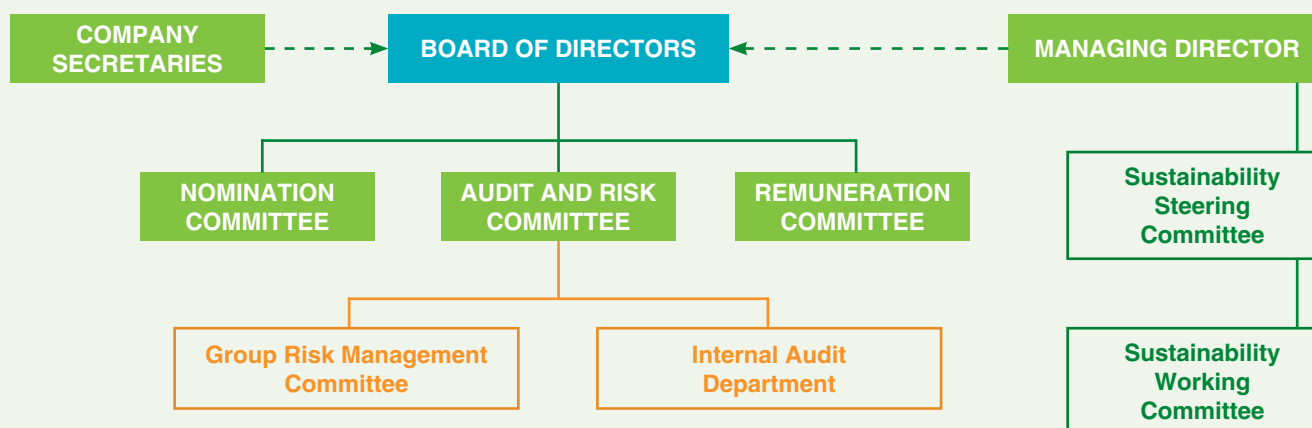 COMPANY
SECRETARIES
BOARD OF DIRECTORS
MANAGING DIRECTOR
NOMINATION
COMMITTEE
AUDIT AND RISK
COMMITTEE
REMUNERATION
COMMITTEE
Sustainability
Steering
Committee
Group Risk Management
Committee
Internal Audit
Department
Sustainability
Working
Committee